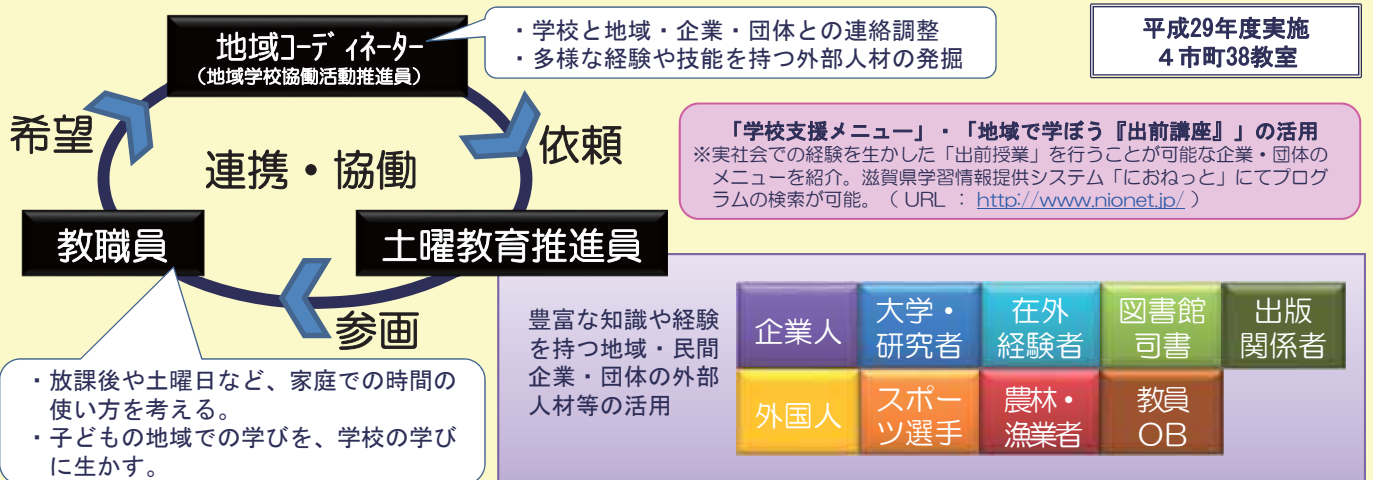 地域コーディネーター
（地域学校協働活動推進員）
・学校と地域・企業・団体との連絡調整
・多様な経験や技能を持つ外部人材の発掘
平成29年度実施
４市町38教室
希望
連携・協働
依頼
「学校支援メニュー」・「地域で学ぼう『出前講座』」の活用
※実社会での経験を生かした「出前授業」を行うことが可能な企業・団体の
メニューを紹介。滋賀県学習情報提供システム「におねっと」にてプログ
ラムの検索が可能。（ URL ： http://www.nionet.jp/ ）
教職員
土曜教育推進員
参画
・放課後や土曜日など、家庭での時間の
使い方を考える。
・子どもの地域での学びを、学校の学び
に生かす。
豊富な知識や経験
を持つ地域・民間
企業・団体の外部
人材等の活用
企業人
大学・
研究者
在外
経験者
図書館
司書
出版
関係者
外国人
スポー
ツ選手
農林・
漁業者
教員
OB